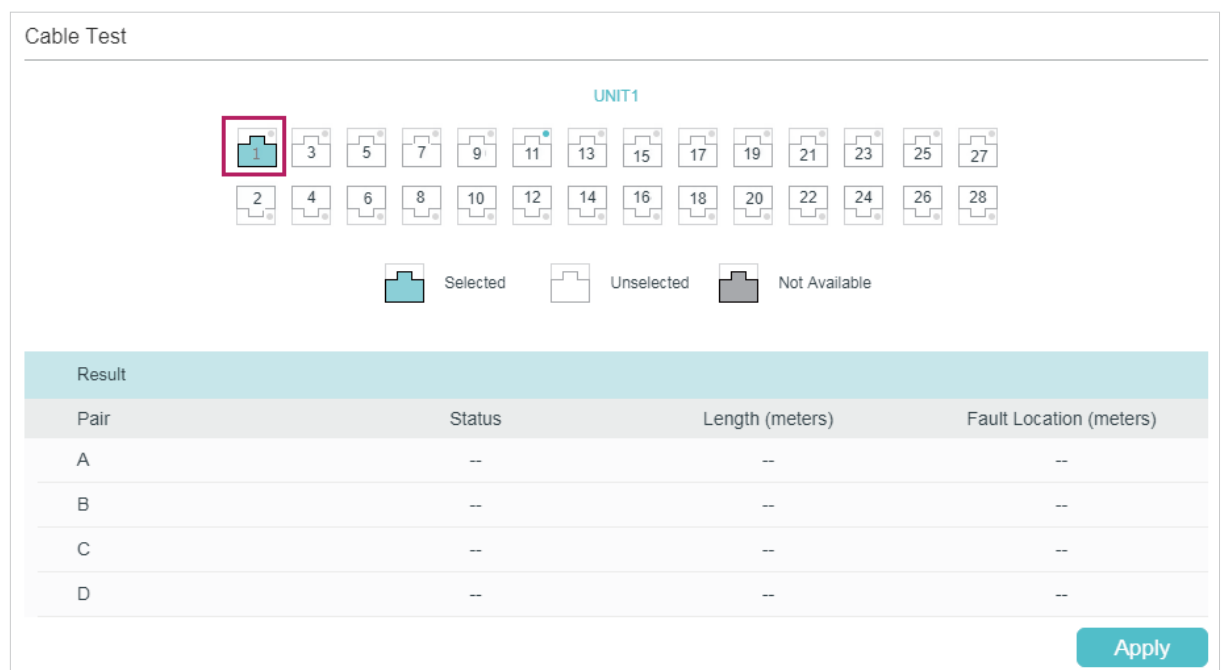 Cable Test
UNIT1
1 3 5 7 9 11 13 15 17 19 21 23 25 27
2 4 6 8 10 12 14 16 18 20 22 24 26 28
Selected Unselected Not Available
Result
Pair Status Length (meters) Fault Location (meters)
A -- -- --
B -- -- --
C -- -- --
D -- -- --
Apply